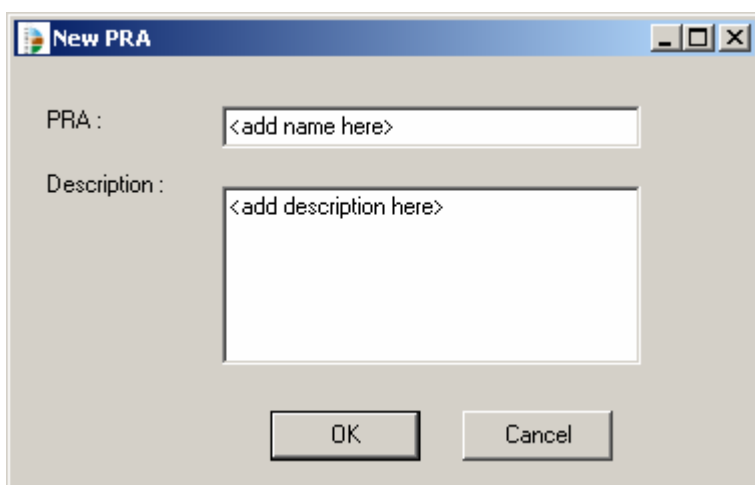 New PRA
PRA :
<add name here>
Description :
<add description here>
OK
Cancel